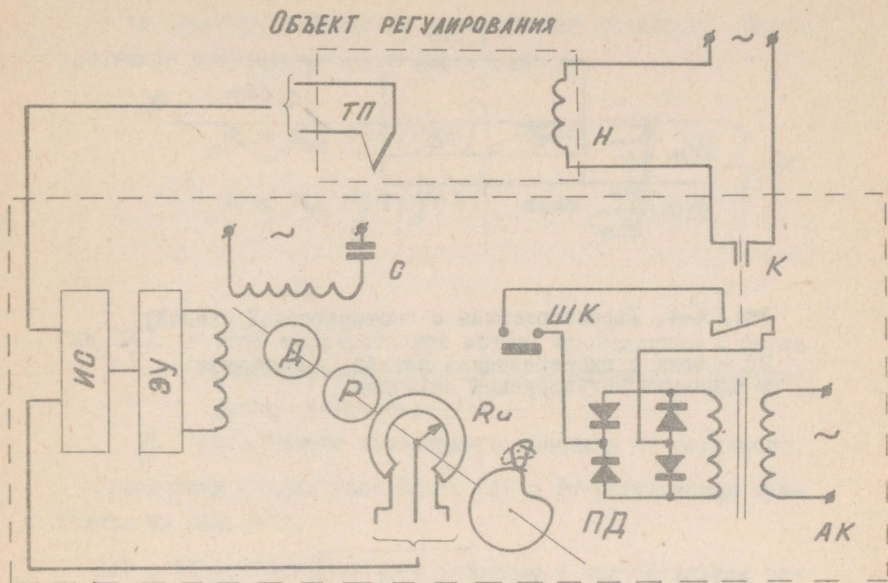 ОБЪЕКТ РЕГУЛИРОВАНИЯ
~
ТП
Н
~
С
К
ШК
ИС
ЭУ
Д
Р
Rи
~
ПД
АК